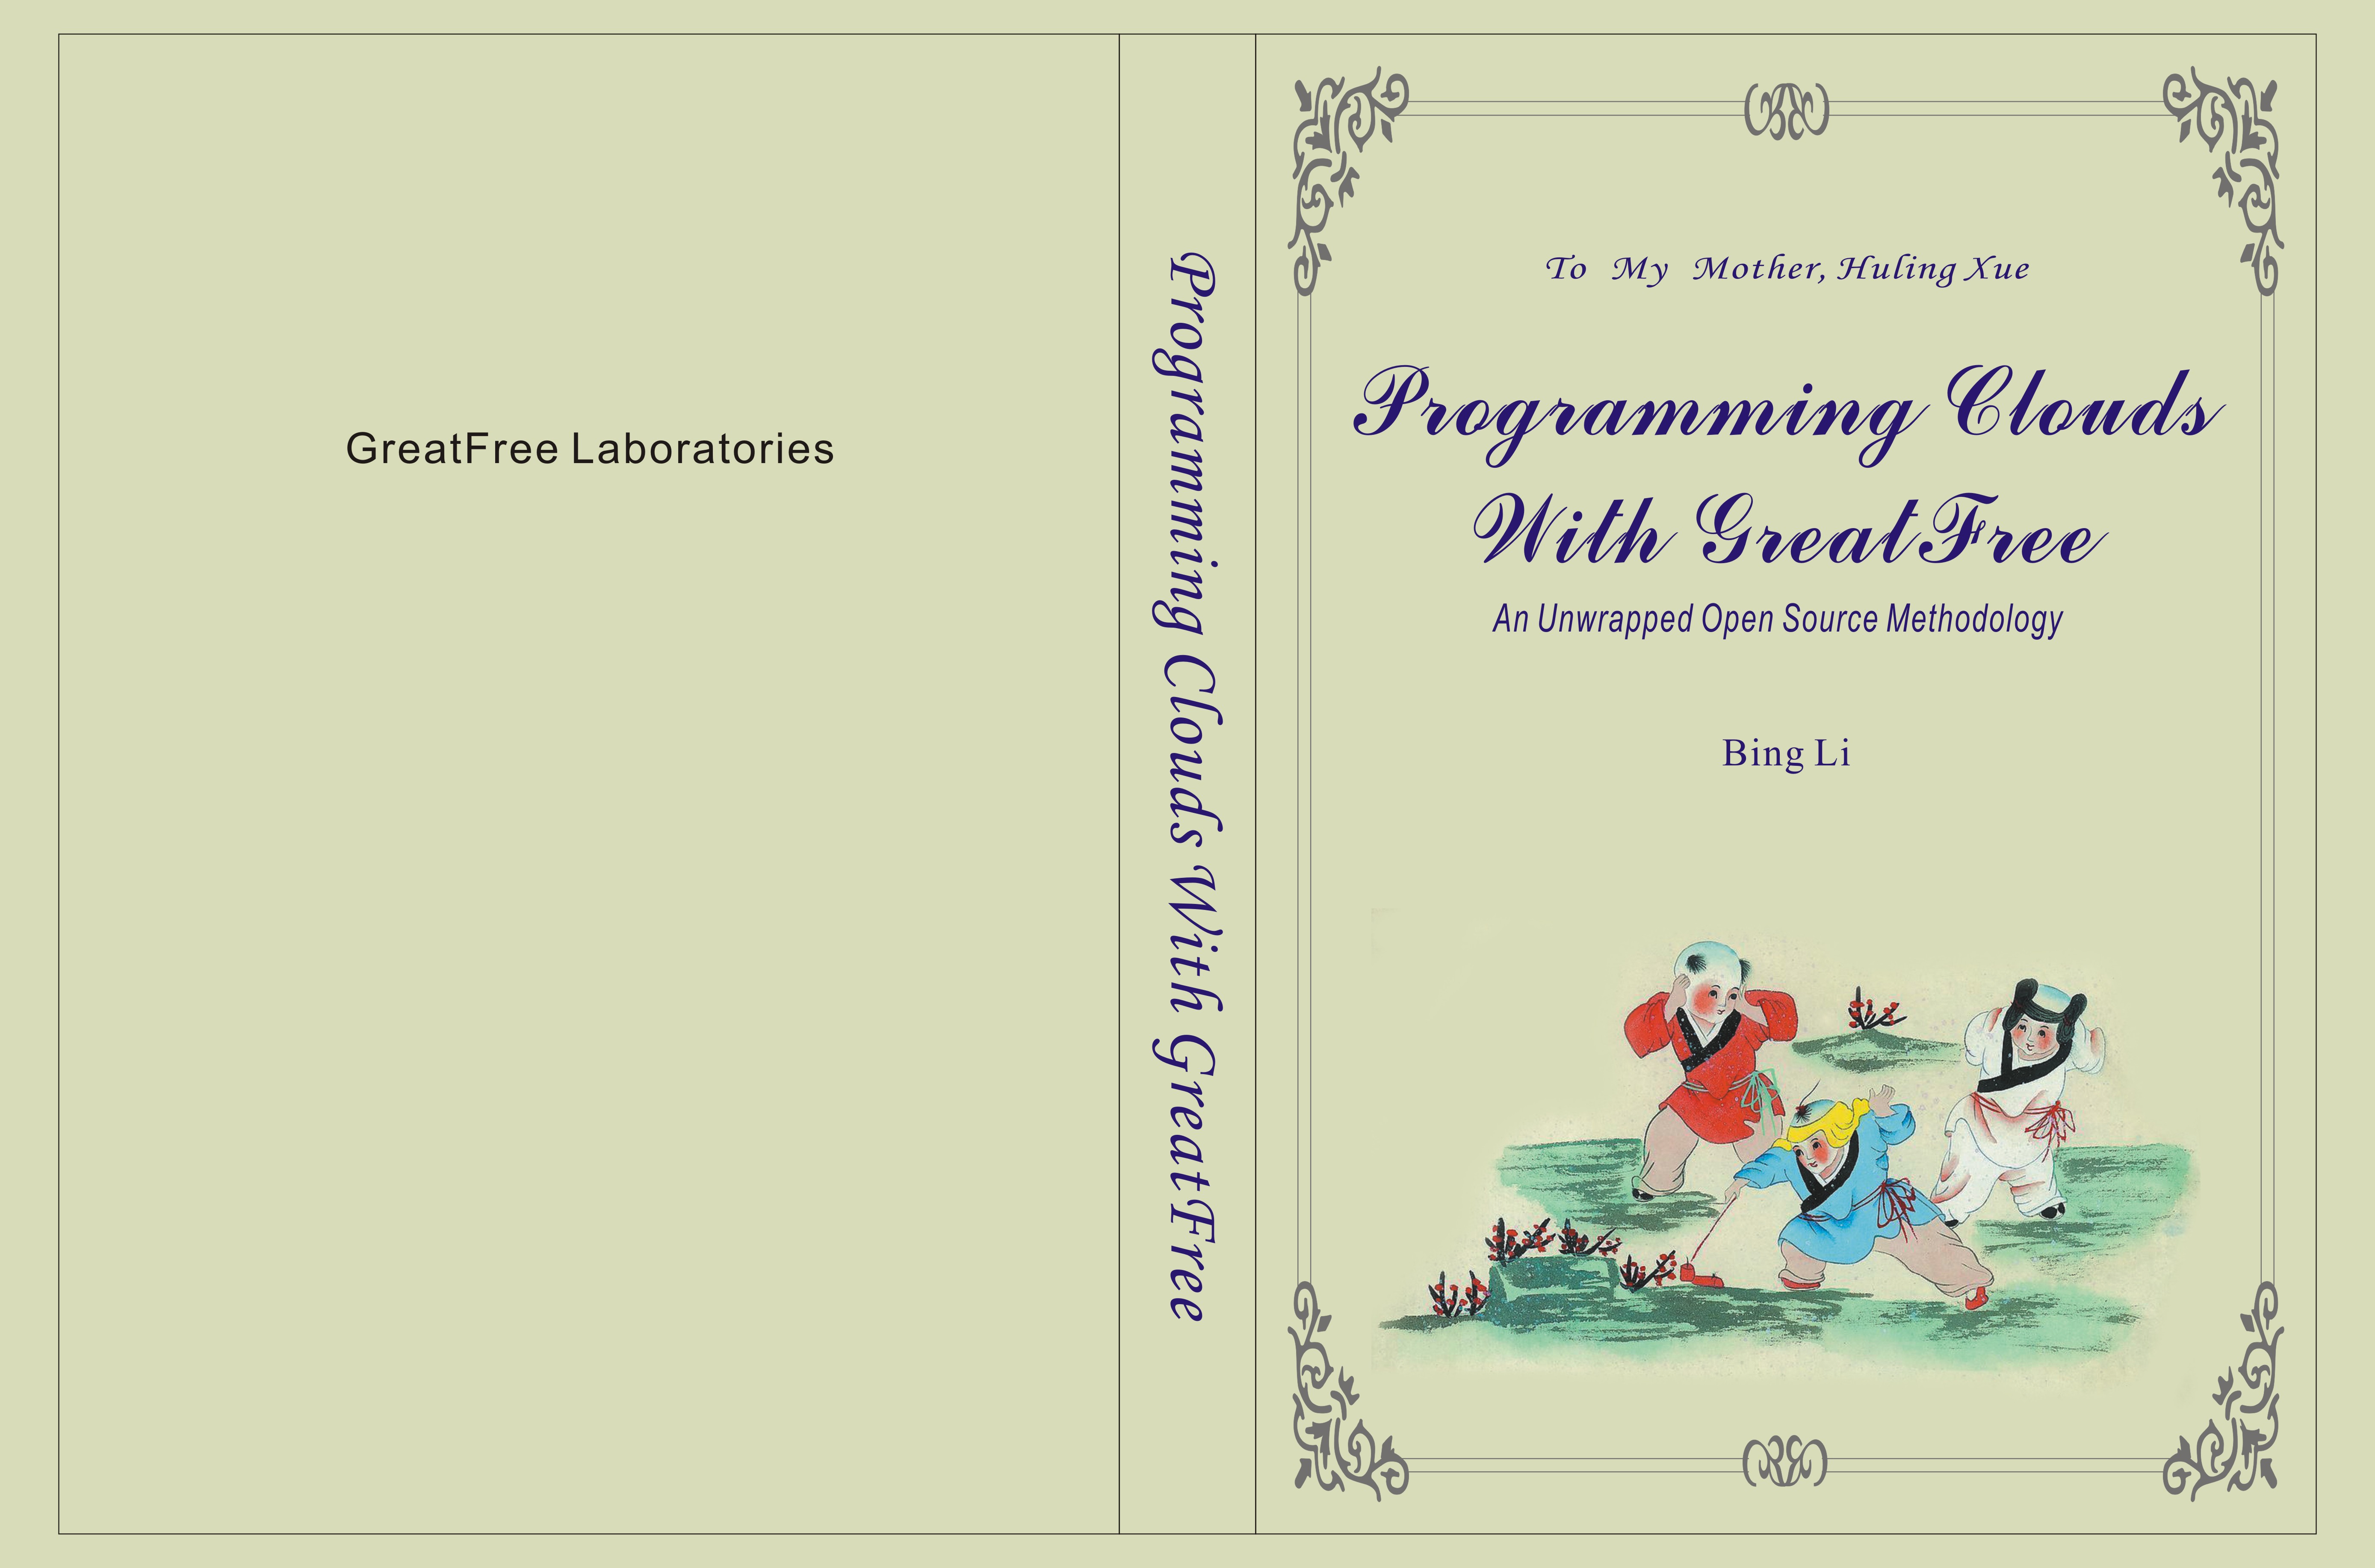 GreatFree Laboratories
Programming Clouds With GreatFree
To My Mother, Huling Xue
Programming Clouds
With GreatFree
An Unwrapped Open Source Methodology
Bing Li